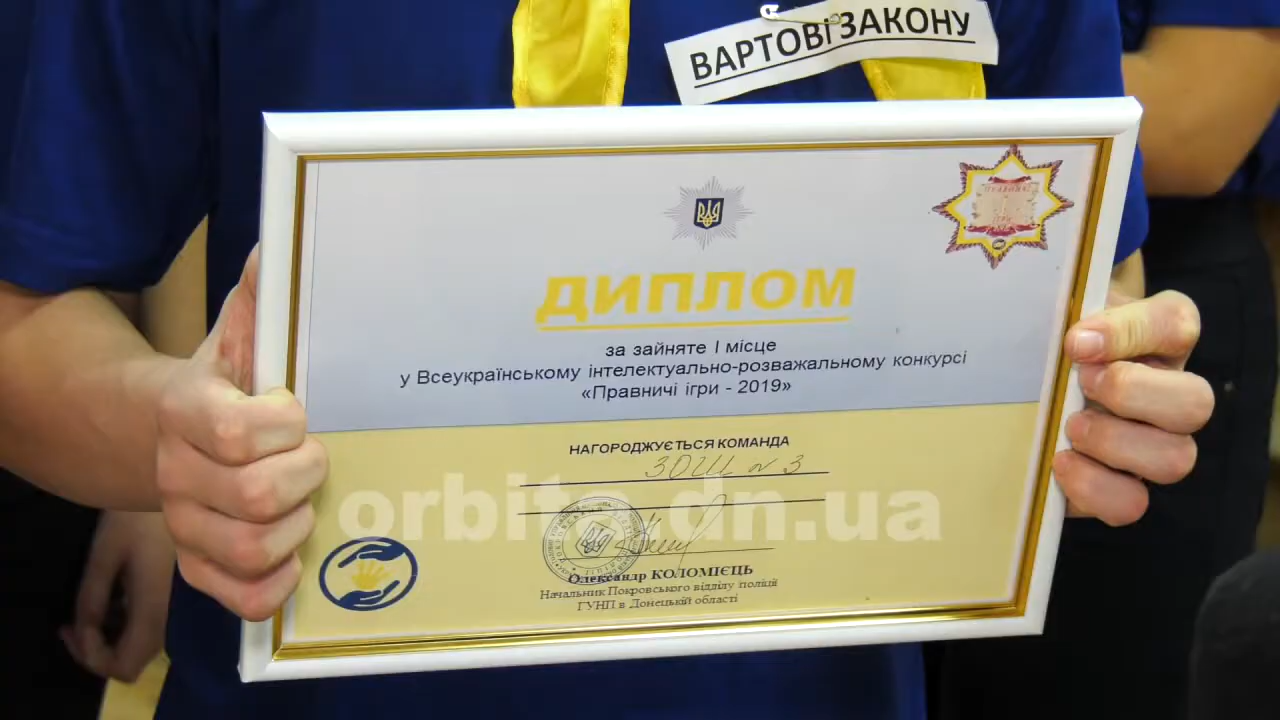 ВАРТОВІ ЗАКОНУ
ДИПЛОМ
за зайняте І місце
у Всеукраїнському інтелектуально-розважальному конкурсі
«Правничі ігри - 2019»
НАГОРОДЖУЄТЬСЯ КОМАНДА
ЗОШ № 3
orbita.dn.ua
Олександр КОЛОМІЄЦЬ
Начальник Покровського відділу поліції
ГУНП в Донецькій області